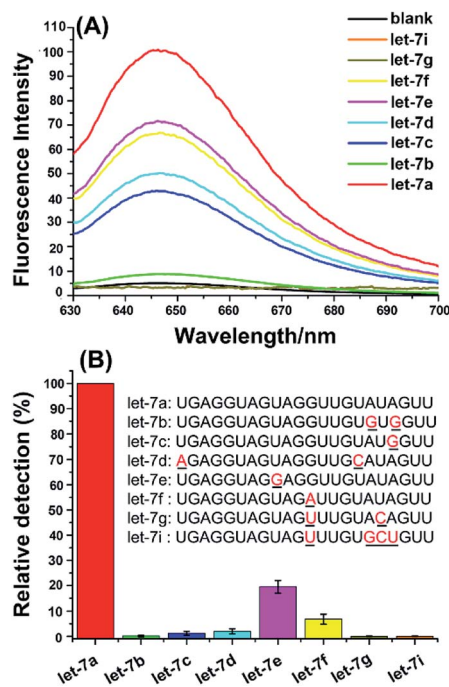 (A)
Fluorescence Intensity
110
100
90
80
70
60
50
40
30
20
10
0
630 640 650 660 670 680 690 700
Wavelength/nm
blank
let-7i
let-7g
let-7f
let-7e
let-7d
let-7c
let-7b
let-7a
(B)
Relative detection (%)
100
90
80
70
60
50
40
30
20
10
0
let-7a: UGAGGUAGUAGGUUGUAUAGUU
let-7b: UGAGGUAGUAGGUUGUGUGGUU
let-7c: UGAGGUAGUAGGUUGUAUGGUU
let-7d: AGAGGUAGUAGGUUGCAUAGUU
let-7e: UGAGGUAGGAGGUUGUAUAGUU
let-7f: UGAGGUAGUAGAUUGUAUAGUU
let-7g: UGAGGUAGUAGUUUGUACAGUU
let-7i : UGAGGUAGUAGUUUGUGCUGUU
let-7a let-7b let-7c let-7d let-7e let-7f let-7g let-7i